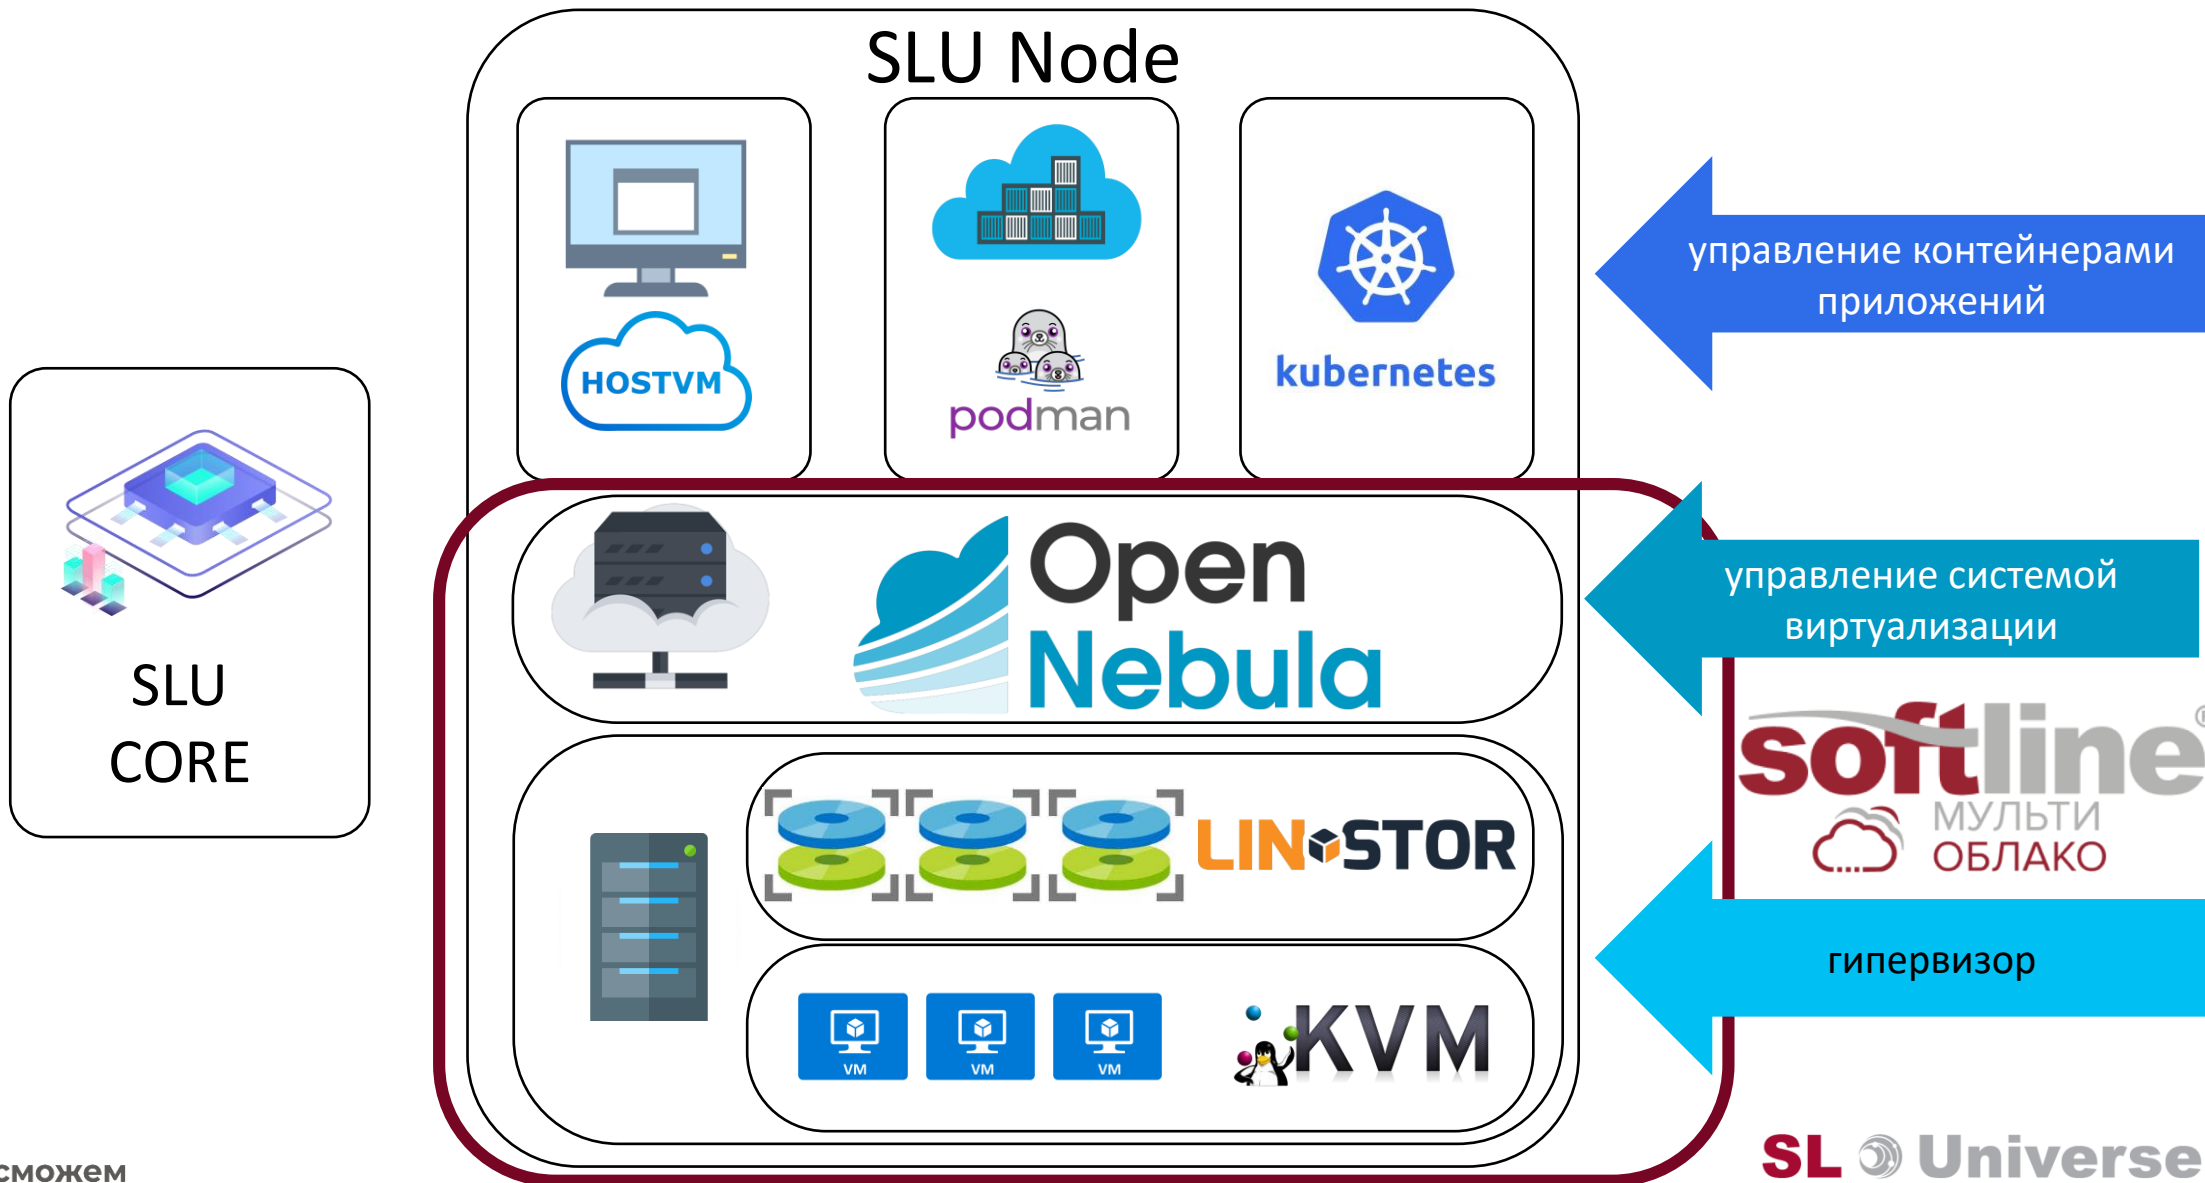 SLU Node
HOSTVM
podman
kubernetes
управление контейнерами
приложений
SLU
CORE
Open
Nebula
управление системой
виртуализации
softline®
МУЛЬТИ
ОБЛАКО
LINSTOR
гипервизор
VM
VM
VM
KVM
SL Universe
сможем